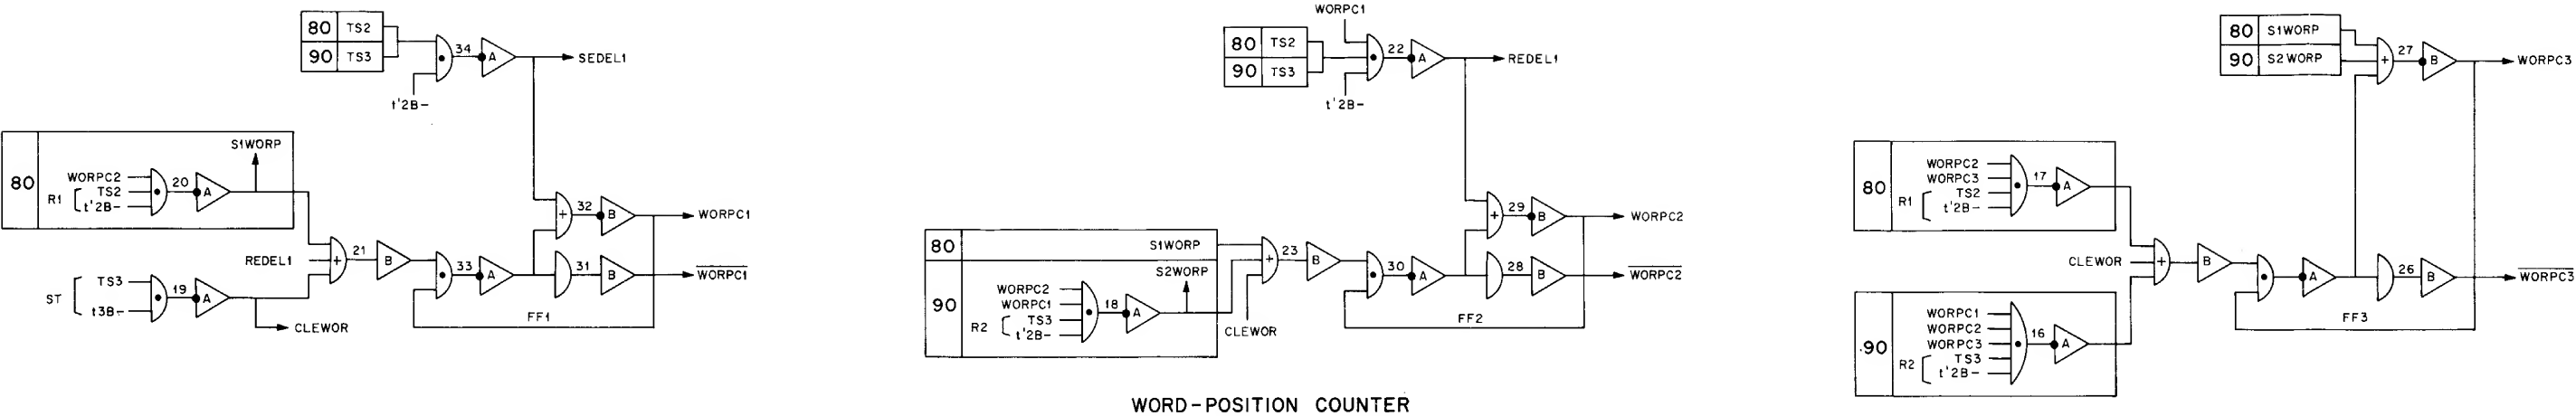 80 TS2
90 TS3
34
A
SEDEL1
t'2B-
80
S1WORP
WORPC2
R1
TS2
t'2B-
20
A
REDEL1
ST
TS3
t3B-
19
A
CLEWOR
+
21
B
33
A
+
32
B
WORPC1
31
B
WORPC1
FF1
WORPC1
80 TS2
90 TS3
22
A
REDEL1
t'2B-
80 S1WORP
90
S2WORP
WORPC2
WORPC1
R2
TS3
t'2B-
18
A
CLEWOR
+
23
B
30
A
+
29
B
WORPC2
28
B
WORPC2
FF2
80 S1WORP
90 S2WORP
+
27
B
WORPC3
80
WORPC2
WORPC3
R1
TS2
t'2B-
17
A
CLEWOR
+
B
A
26
B
WORPC3
FF3
90
WORPC1
WORPC2
WORPC3
R2
TS3
t'2B-
16
A
WORD-POSITION COUNTER